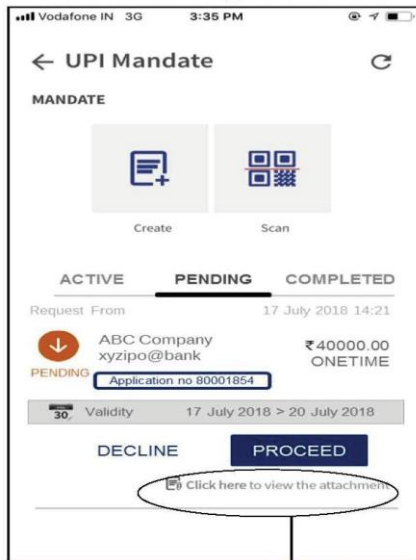 Vodafone IN 3G 3:35 PM
← UPI Mandate
MANDATE
Create Scan
ACTIVE PENDING COMPLETED
Request From 17 July 2018 14:21
ABC Company ₹40000.00
xyzipo@bank ONETIME
PENDING
Application no 80001854
30 Validity 17 July 2018 > 20 July 2018
DECLINE PROCEED
Click here to view the attachment